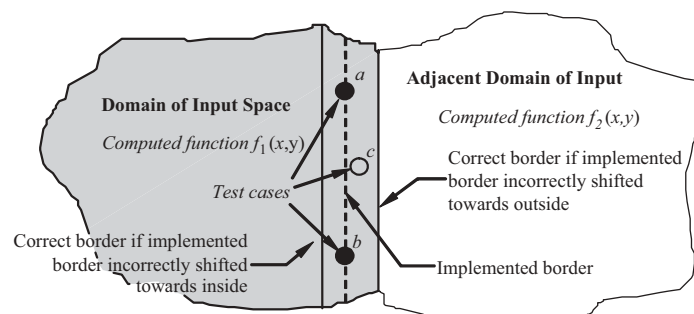 a
Domain of Input Space
Adjacent Domain of Input
Computed function f1(x,y)
Computed function f2(x,y)
c
Test cases
Correct border if implemented
border incorrectly shifted
towards outside
b
Correct border if implemented
border incorrectly shifted
towards inside
Implemented border